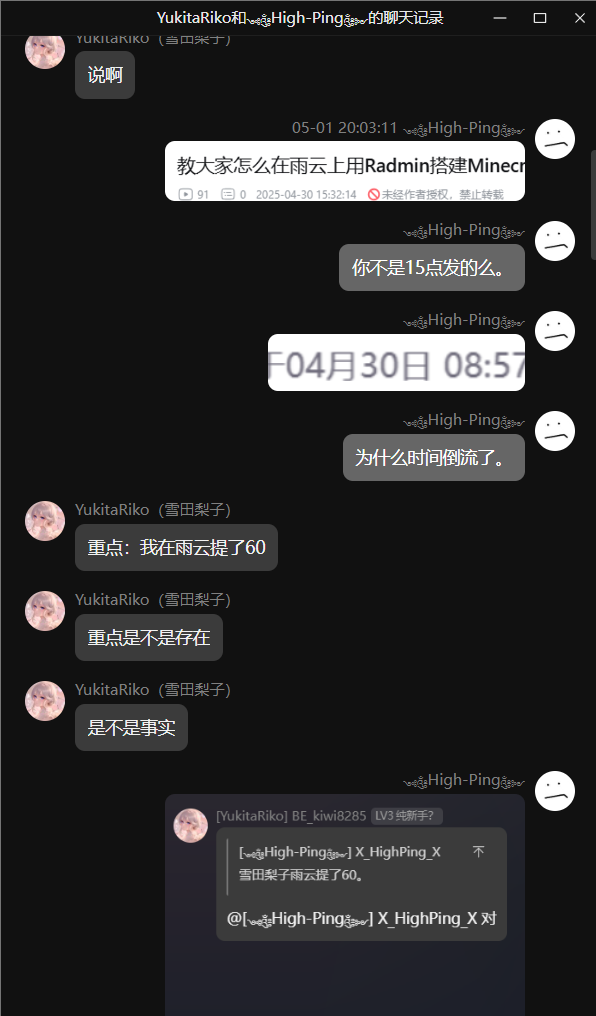 YukitaRiko和High-Ping的聊天记录
YukitaRiko（雪田梨子）
说啊
05-01 20:03:11 High-Ping
教大家怎么在雨云上用Radmin搭建Minecr
91 0 2025-04-30 15:32:14 未经作者授权，禁止转载
High-Ping
你不是15点发的么。
High-Ping
于04月30日 08:57
High-Ping
为什么时间倒流了。
YukitaRiko（雪田梨子）
重点：我在雨云提了60
YukitaRiko（雪田梨子）
重点是不是存在
YukitaRiko（雪田梨子）
是不是事实
High-Ping
[YukitaRiko] BE_kiwi8285 LV3 纯新手？
[High-Ping] X_HighPing_X
雪田梨子雨云提了60。
@[High-Ping] X_HighPing_X 对